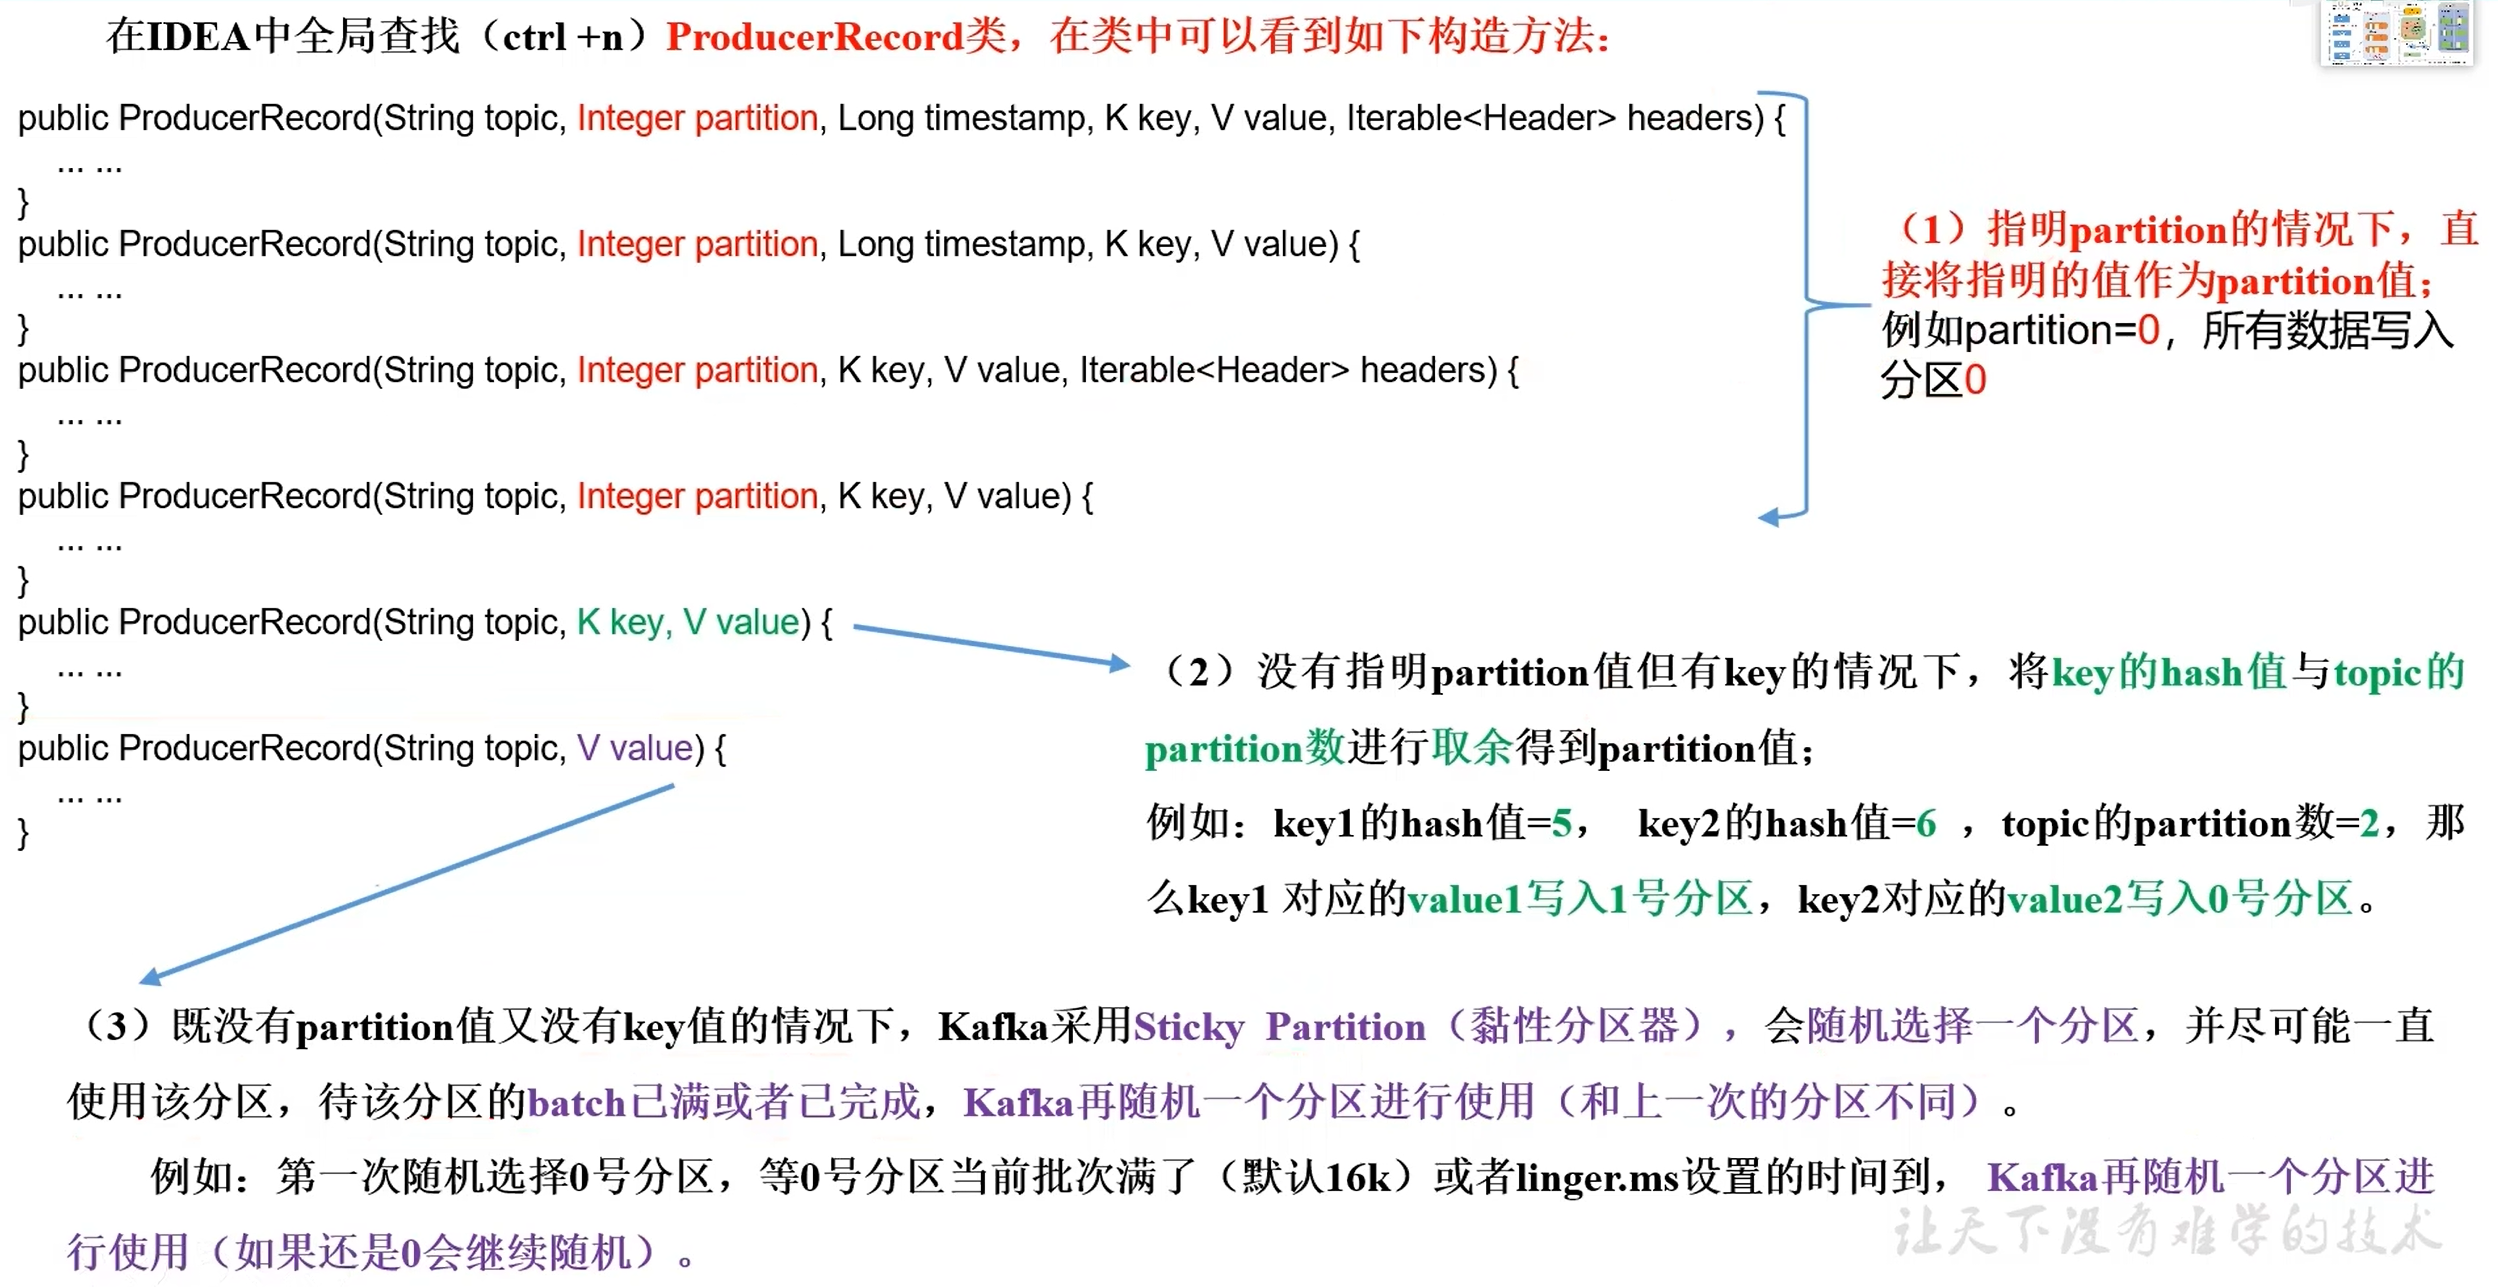 在IDEA中全局查找（ctrl +n）ProducerRecord类，在类中可以看到如下构造方法：
public ProducerRecord(String topic, Integer partition, Long timestamp, K key, V value, Iterable<Header> headers) {
... ...
}
public ProducerRecord(String topic, Integer partition, Long timestamp, K key, V value) {
... ...
}
public ProducerRecord(String topic, Integer partition, K key, V value, Iterable<Header> headers) {
... ...
}
public ProducerRecord(String topic, Integer partition, K key, V value) {
... ...
}
public ProducerRecord(String topic, K key, V value) {
... ...
}
public ProducerRecord(String topic, V value) {
... ...
}
（1）指明partition的情况下，直
接将指明的值作为partition值；
例如partition=0，所有数据写入
分区0
（2）没有指明partition值但有key的情况下，将key的hash值与topic的
partition数进行取余得到partition值；
例如：key1的hash值=5， key2的hash值=6 ，topic的partition数=2，那
么key1 对应的value1写入1号分区，key2对应的value2写入0号分区。
（3）既没有partition值又没有key值的情况下，Kafka采用Sticky Partition（黏性分区器），会随机选择一个分区，并尽可能一直
使用该分区，待该分区的batch已满或者已完成，Kafka再随机一个分区进行使用（和上一次的分区不同）。
例如：第一次随机选择0号分区，等0号分区当前批次满了（默认16k）或者linger.ms设置的时间到， Kafka再随机一个分区进
行使用（如果还是0会继续随机）。
让天下没有难学的技术